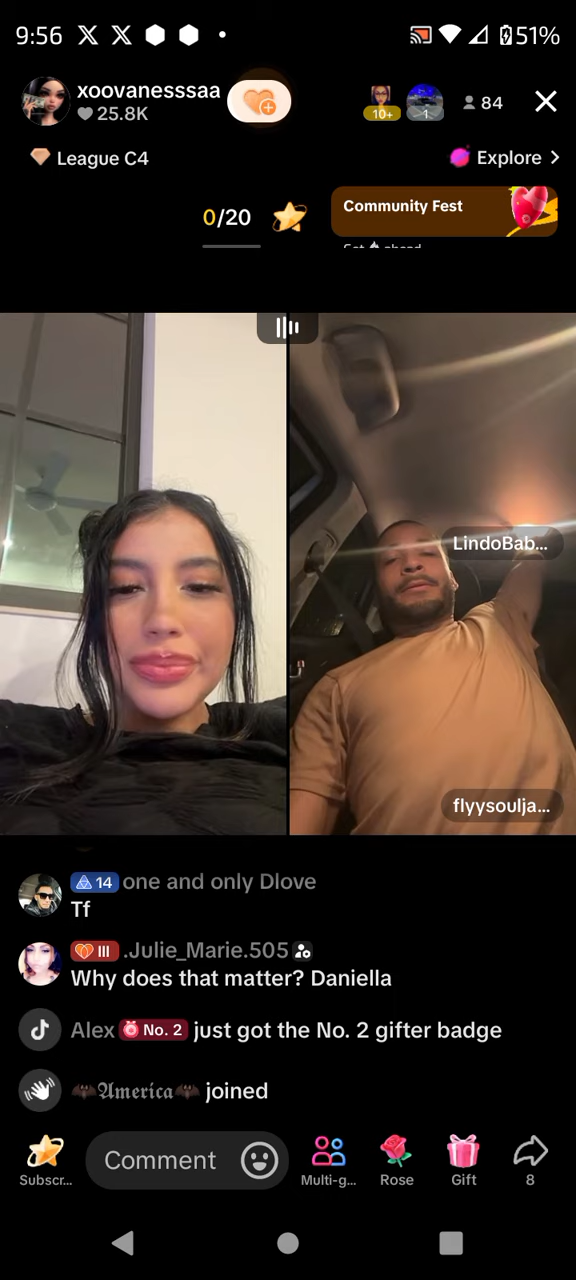 9:56
51%
xoovanesssaa
25.8K
10+
1
84
League C4
Explore
0/20
Community Fest
LindoBab...
flyysoulja...
14 one and only Dlove
Tf
III .Julie_Marie.505
Why does that matter? Daniella
Alex No. 2 just got the No. 2 gifter badge
𝕬𝖒𝖊𝖗𝖎𝖈𝖆 joined
Comment
Subscr...
Multi-g...
Rose
Gift
8